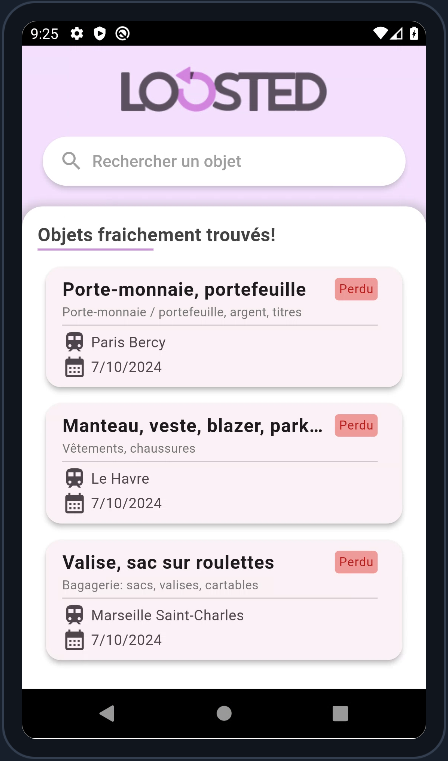 9:25
LOOSTED
Rechercher un objet
Objets fraichement trouvés!
Porte-monnaie, portefeuille Perdu
Porte-monnaie / portefeuille, argent, titres
Paris Bercy
7/10/2024
Manteau, veste, blazer, park... Perdu
Vêtements, chaussures
Le Havre
7/10/2024
Valise, sac sur roulettes Perdu
Bagagerie: sacs, valises, cartables
Marseille Saint-Charles
7/10/2024